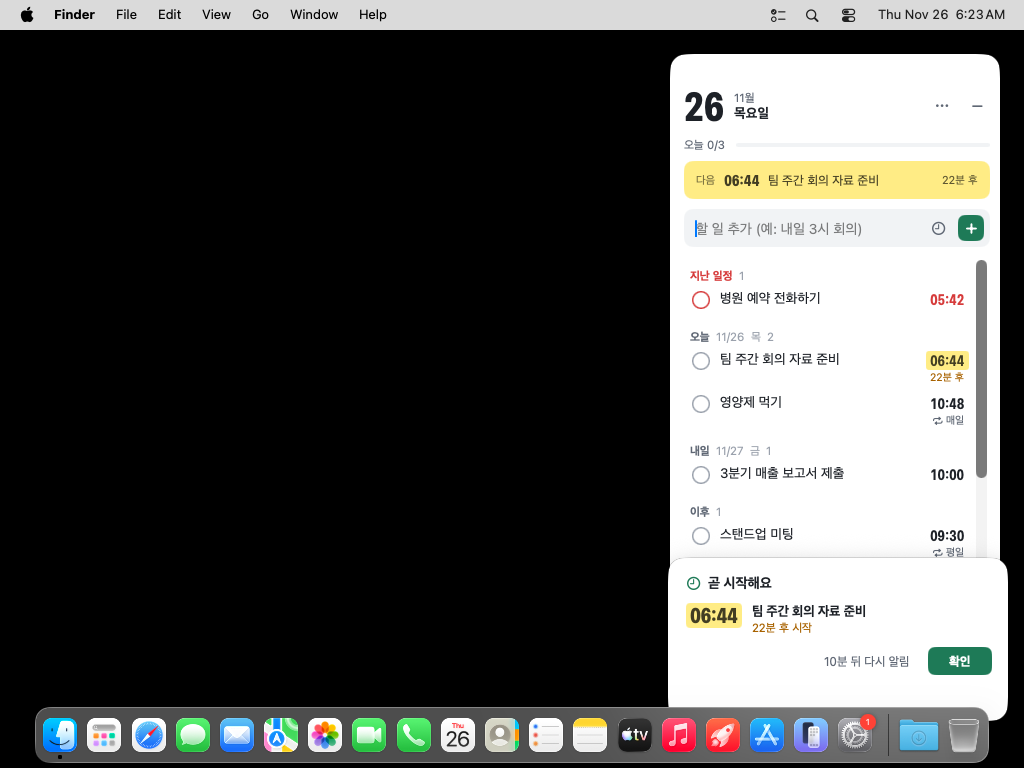 Finder File Edit View Go Window Help Thu Nov 26 6:23 AM
26 11월
목요일
오늘 0/3
다음 06:44 팀 주간 회의 자료 준비 22분 후
할 일 추가 (예: 내일 3시 회의)
지난 일정 1
병원 예약 전화하기 05:42
오늘 11/26 목 2
팀 주간 회의 자료 준비 06:44
22분 후
영양제 먹기 10:48
매일
내일 11/27 금 1
3분기 매출 보고서 제출 10:00
이후 1
스탠드업 미팅 09:30
평일
곧 시작해요
06:44 팀 주간 회의 자료 준비
22분 후 시작
10분 뒤 다시 알림 확인
Thu
26
tv
1